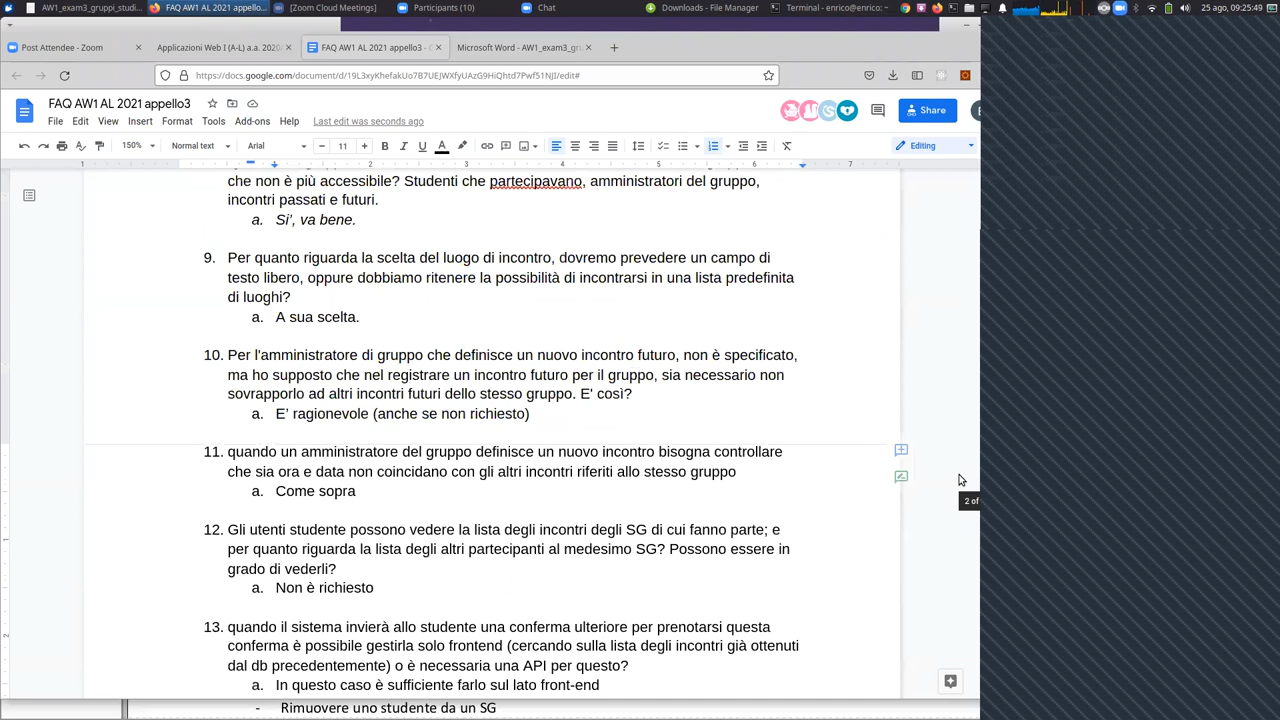 AW1_exam3_gruppi_studi...
FAQ AW1 AL 2021 appello...
[Zoom Cloud Meetings]
Participants (10)
Chat
Downloads - File Manager
Terminal - enrico@enrico: ~...
25 ago, 09:25:49
Post Attendee - Zoom
Applicazioni Web I (A-L) a.a. 2020/
FAQ AW1 AL 2021 appello3 - G
Microsoft Word - AW1_exam3_gru
https://docs.google.com/document/d/19L3xyKhefakUo7B7UEJWXfyUAzG9HiQhtd7Pwf51NJI/edit#
FAQ AW1 AL 2021 appello3
Share
File Edit View Insert Format Tools Add-ons Help Last edit was seconds ago
150% Normal text Arial 11 B I U A Editing
1 1 2 3 4 5 6 7
che non è più accessibile? Studenti che partecipavano, amministratori del gruppo,
incontri passati e futuri.
a. Si', va bene.
9. Per quanto riguarda la scelta del luogo di incontro, dovremo prevedere un campo di
testo libero, oppure dobbiamo ritenere la possibilità di incontrarsi in una lista predefinita
di luoghi?
a. A sua scelta.
10. Per l'amministratore di gruppo che definisce un nuovo incontro futuro, non è specificato,
ma ho supposto che nel registrare un incontro futuro per il gruppo, sia necessario non
sovrapporlo ad altri incontri futuri dello stesso gruppo. E' così?
a. E' ragionevole (anche se non richiesto)
11. quando un amministratore del gruppo definisce un nuovo incontro bisogna controllare
che sia ora e data non coincidano con gli altri incontri riferiti allo stesso gruppo
a. Come sopra
2 of
12. Gli utenti studente possono vedere la lista degli incontri degli SG di cui fanno parte; e
per quanto riguarda la lista degli altri partecipanti al medesimo SG? Possono essere in
grado di vederli?
a. Non è richiesto
13. quando il sistema invierà allo studente una conferma ulteriore per prenotarsi questa
conferma è possibile gestirla solo frontend (cercando sulla lista degli incontri già ottenuti
dal db precedentemente) o è necessaria una API per questo?
a. In questo caso è sufficiente farlo sul lato front-end
- Rimuovere uno studente da un SG